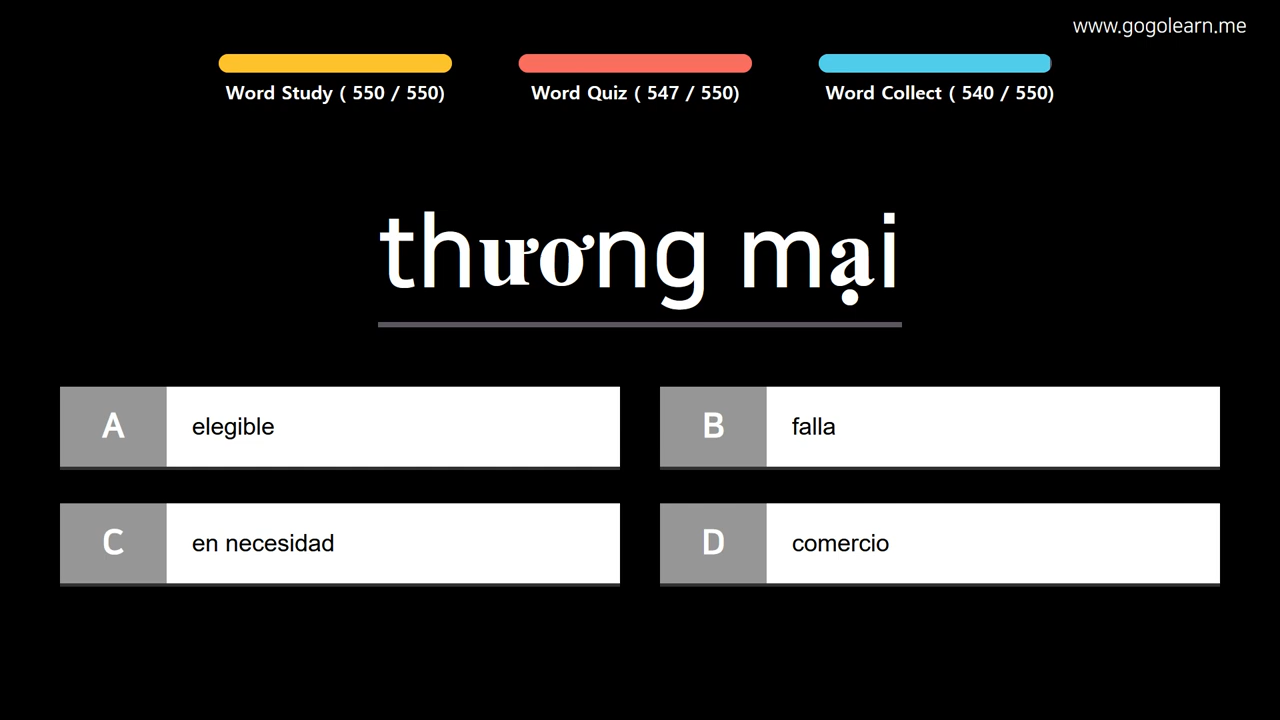 www.gogolearn.me
Word Study ( 550 / 550)
Word Quiz ( 547 / 550)
Word Collect ( 540 / 550)
thương mại
A elegible
B falla
C en necesidad
D comercio